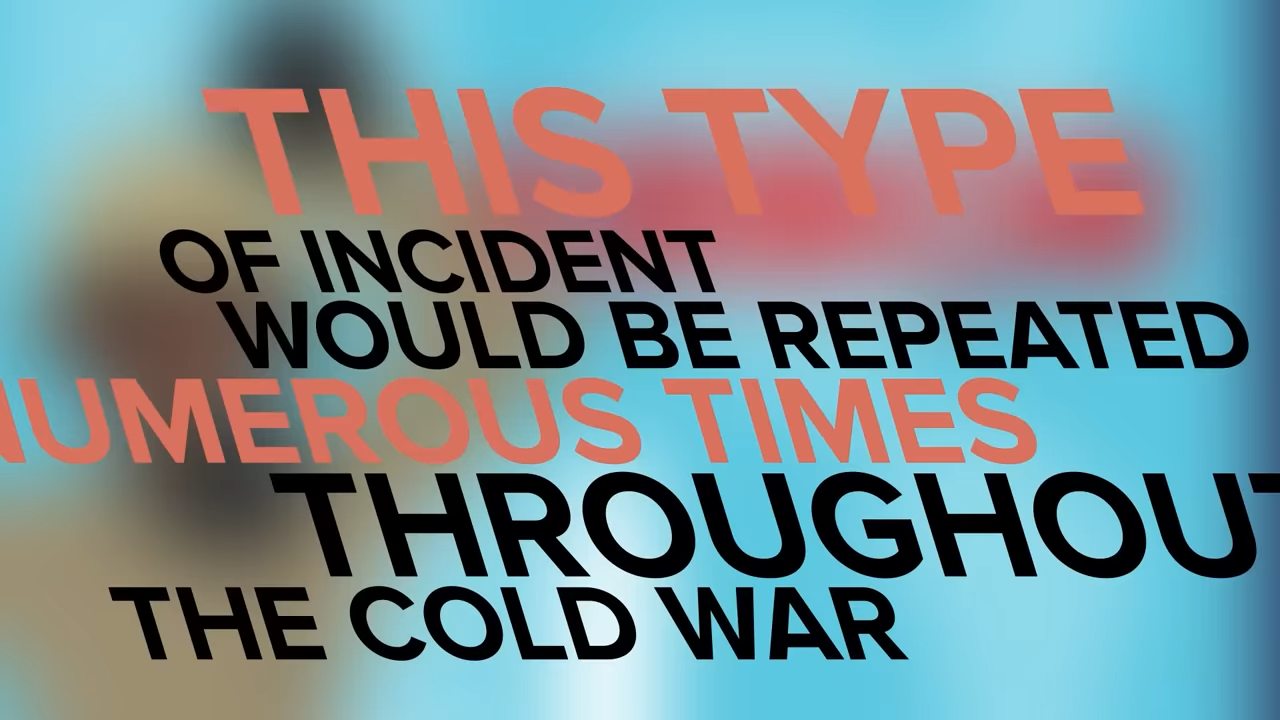 THIS TYPE
OF INCIDENT
WOULD BE REPEATED
NUMEROUS TIMES
THROUGHOUT
THE COLD WAR